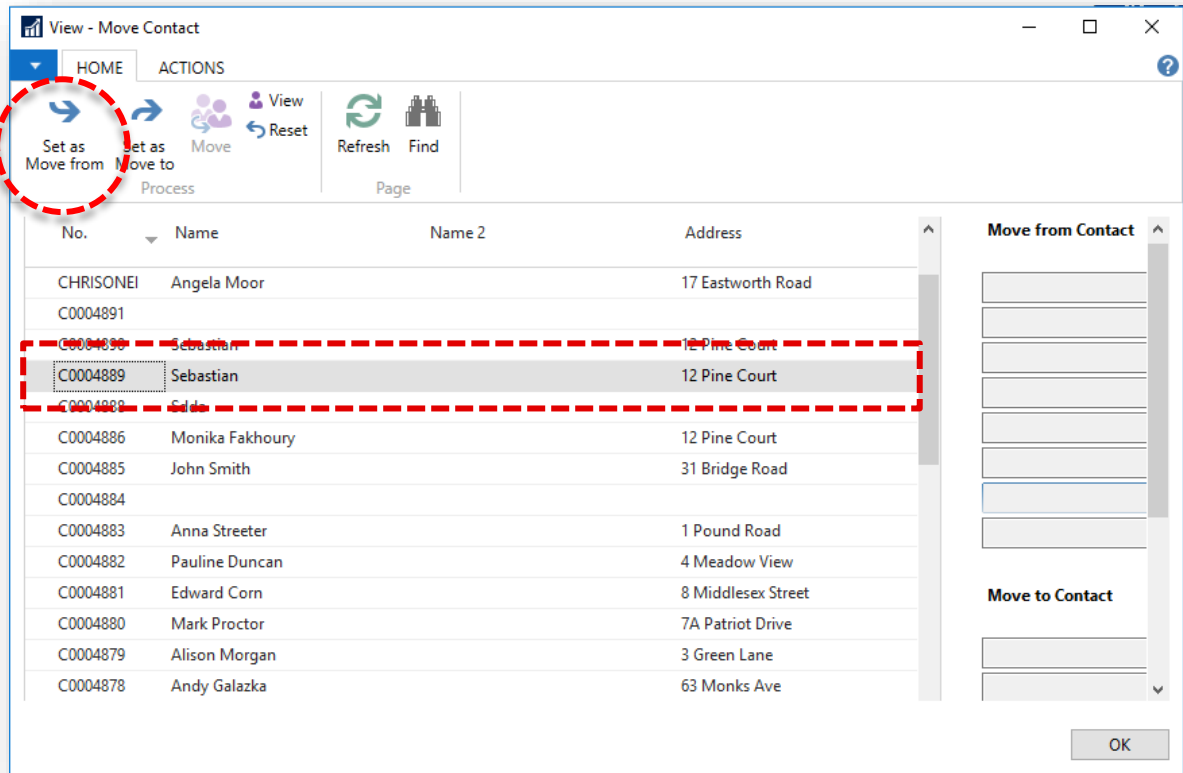 View - Move Contact
HOME ACTIONS
Set as Move from
Set as Move to
Move
View
Reset
Refresh
Find
Process
Page
No. Name Name 2 Address
CHRISONEI Angela Moor 17 Eastworth Road
C0004891
C0004890 Sebastian 12 Pine Court
C0004889 Sebastian 12 Pine Court
C0004888
C0004886 Monika Fakhoury 12 Pine Court
C0004885 John Smith 31 Bridge Road
C0004884
C0004883 Anna Streeter 1 Pound Road
C0004882 Pauline Duncan 4 Meadow View
C0004881 Edward Corn 8 Middlesex Street
C0004880 Mark Proctor 7A Patriot Drive
C0004879 Alison Morgan 3 Green Lane
C0004878 Andy Galazka 63 Monks Ave
Move from Contact
Move to Contact
OK